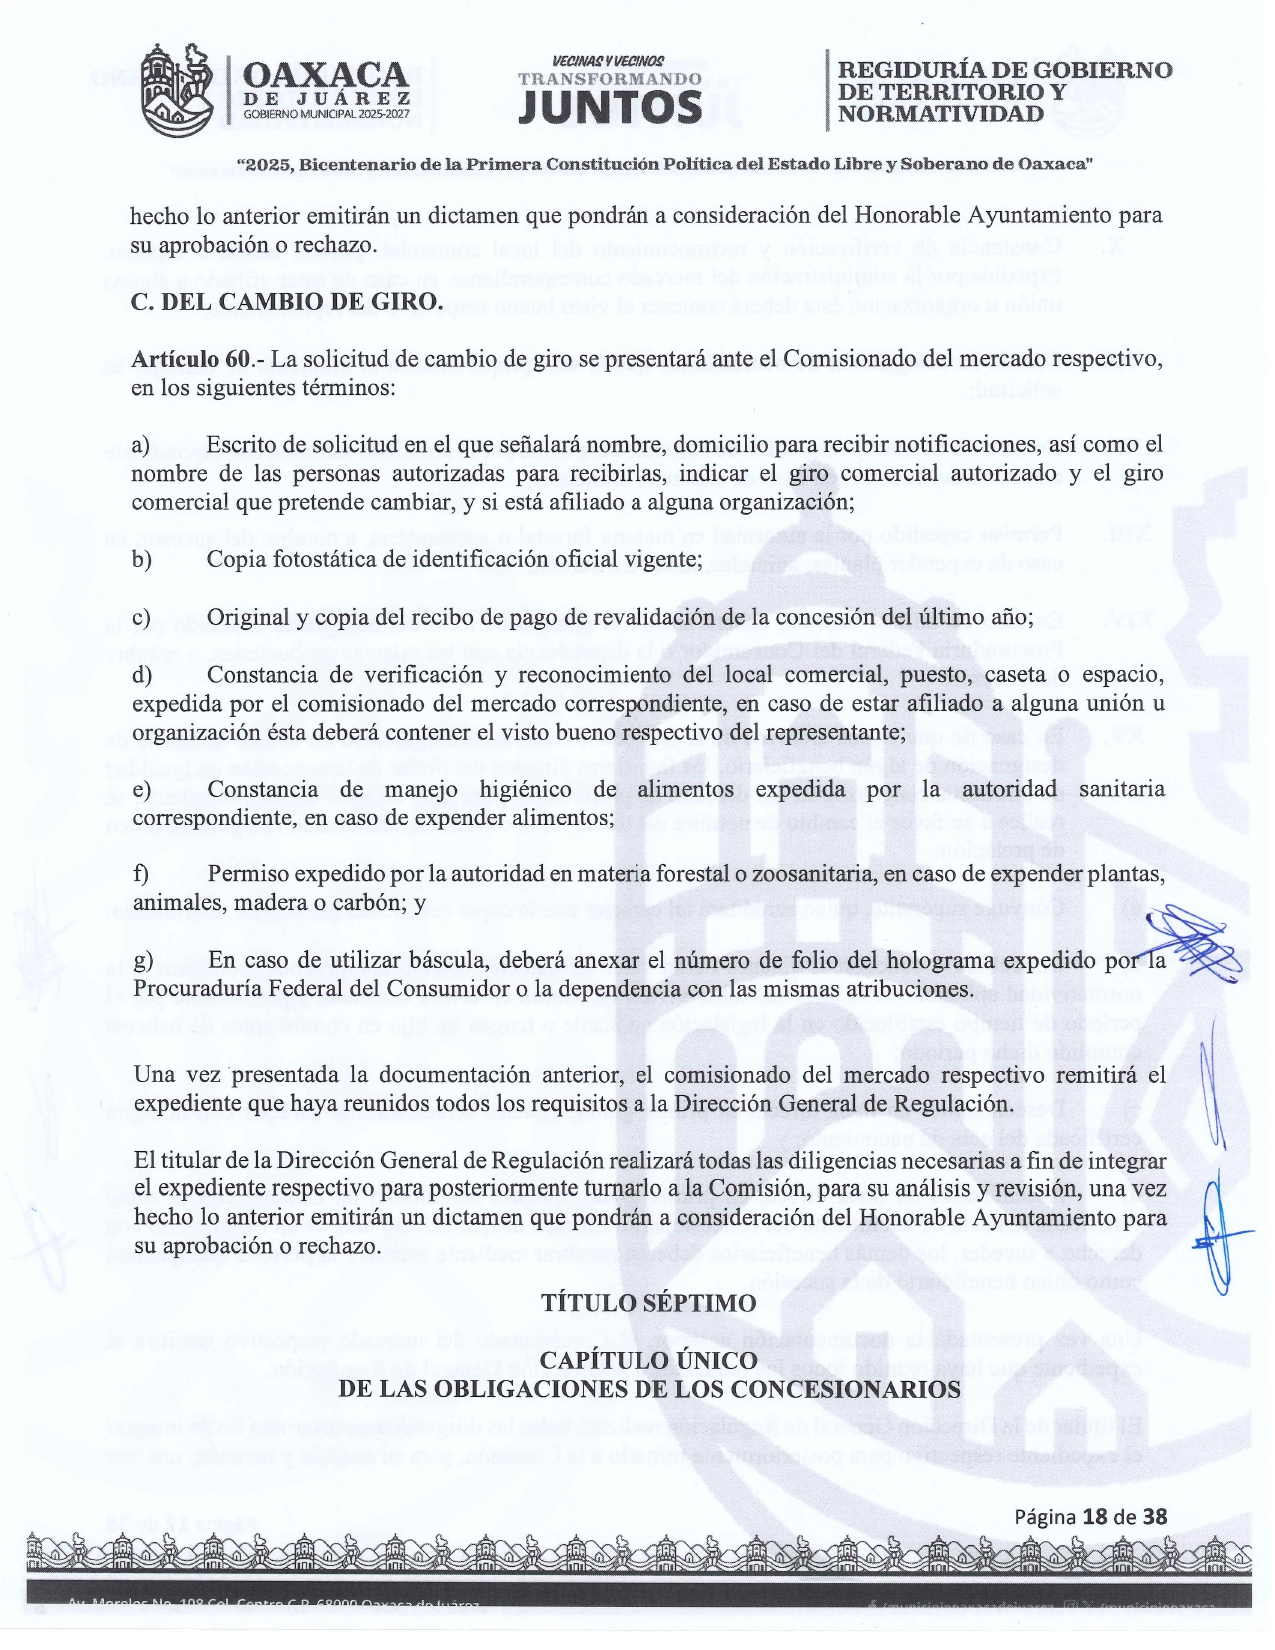 OAXACA
DE JUÁREZ
GOBIERNO MUNICIPAL 2025-2027
VECINAS Y VECINOS
TRANSFORMANDO
JUNTOS
REGIDURÍA DE GOBIERNO
DE TERRITORIO Y
NORMATIVIDAD
"2025, Bicentenario de la Primera Constitución Política del Estado Libre y Soberano de Oaxaca"
hecho lo anterior emitirán un dictamen que pondrán a consideración del Honorable Ayuntamiento para
su aprobación o rechazo.
C. DEL CAMBIO DE GIRO.
Artículo 60.- La solicitud de cambio de giro se presentará ante el Comisionado del mercado respectivo,
en los siguientes términos:
a) Escrito de solicitud en el que señalará nombre, domicilio para recibir notificaciones, así como el
nombre de las personas autorizadas para recibirlas, indicar el giro comercial autorizado y el giro
comercial que pretende cambiar, y si está afiliado a alguna organización;
b) Copia fotostática de identificación oficial vigente;
c) Original y copia del recibo de pago de revalidación de la concesión del último año;
d) Constancia de verificación y reconocimiento del local comercial, puesto, caseta o espacio,
expedida por el comisionado del mercado correspondiente, en caso de estar afiliado a alguna unión u
organización ésta deberá contener el visto bueno respectivo del representante;
e) Constancia de manejo higiénico de alimentos expedida por la autoridad sanitaria
correspondiente, en caso de expender alimentos;
f) Permiso expedido por la autoridad en materia forestal o zoosanitaria, en caso de expender plantas,
animales, madera o carbón; y
g) En caso de utilizar báscula, deberá anexar el número de folio del holograma expedido por la
Procuraduría Federal del Consumidor o la dependencia con las mismas atribuciones.
Una vez presentada la documentación anterior, el comisionado del mercado respectivo remitirá el
expediente que haya reunidos todos los requisitos a la Dirección General de Regulación.
El titular de la Dirección General de Regulación realizará todas las diligencias necesarias a fin de integrar
el expediente respectivo para posteriormente turnarlo a la Comisión, para su análisis y revisión, una vez
hecho lo anterior emitirán un dictamen que pondrán a consideración del Honorable Ayuntamiento para
su aprobación o rechazo.
TÍTULO SÉPTIMO
CAPÍTULO ÚNICO
DE LAS OBLIGACIONES DE LOS CONCESIONARIOS
Página 18 de 38
Av. Morelos No. 108 Col. Centro C.P. 68000 Oaxaca de Juárez
/municipiooaxacadejuarez /municipiooaxaca